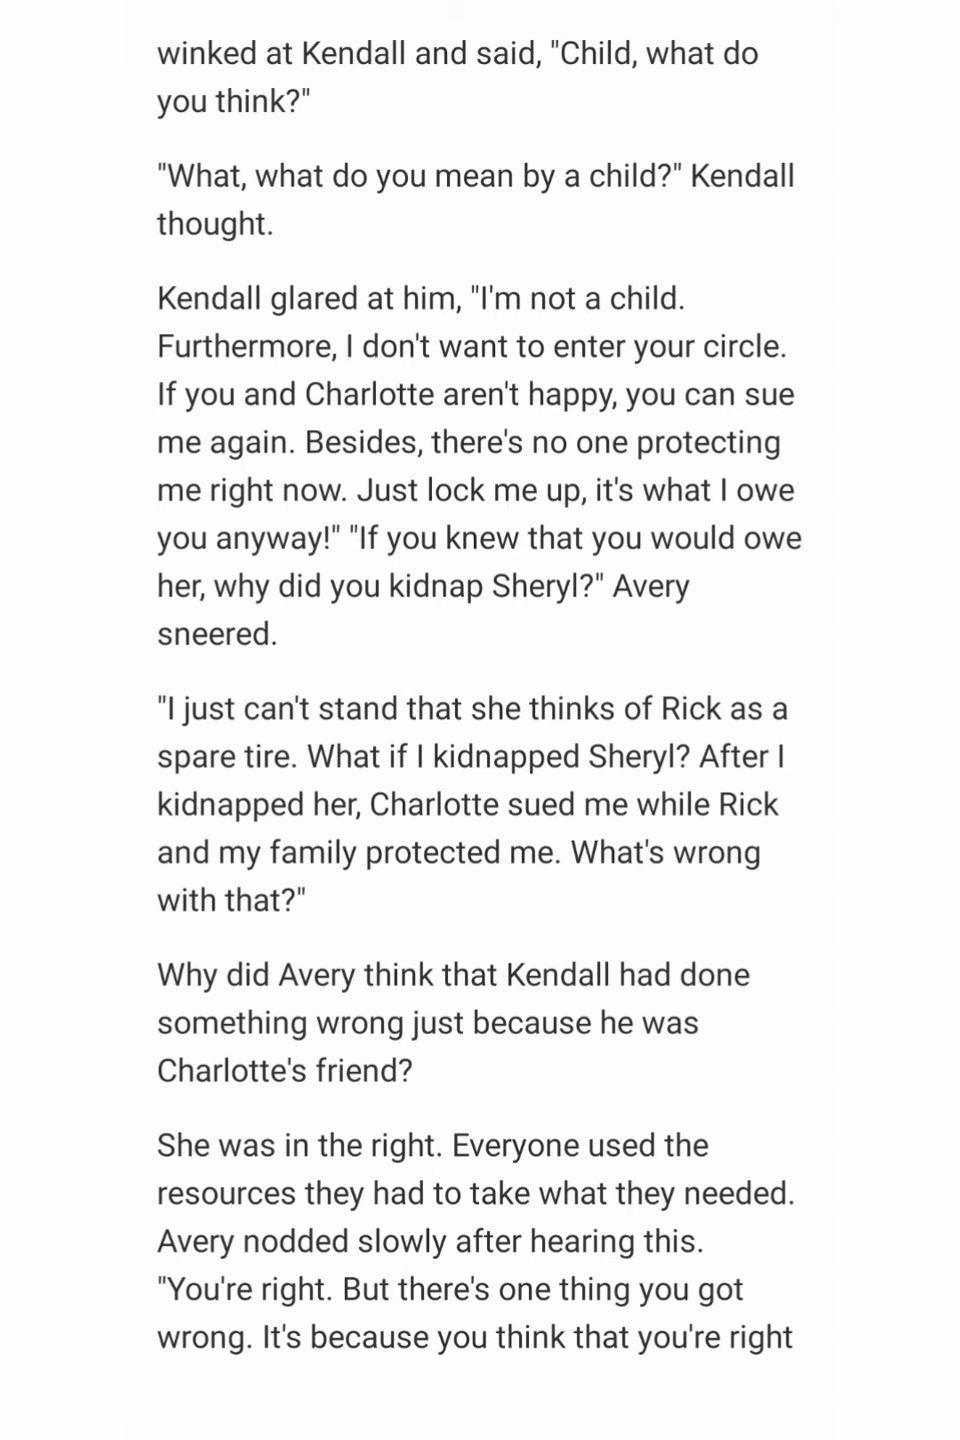 winked at Kendall and said, "Child, what do
you think?"
"What, what do you mean by a child?" Kendall
thought.
Kendall glared at him, "I'm not a child.
Furthermore, I don't want to enter your circle.
If you and Charlotte aren't happy, you can sue
me again. Besides, there's no one protecting
me right now. Just lock me up, it's what I owe
you anyway!" "If you knew that you would owe
her, why did you kidnap Sheryl?" Avery
sneered.
"I just can't stand that she thinks of Rick as a
spare tire. What if I kidnapped Sheryl? After I
kidnapped her, Charlotte sued me while Rick
and my family protected me. What's wrong
with that?"
Why did Avery think that Kendall had done
something wrong just because he was
Charlotte's friend?
She was in the right. Everyone used the
resources they had to take what they needed.
Avery nodded slowly after hearing this.
"You're right. But there's one thing you got
wrong. It's because you think that you're right